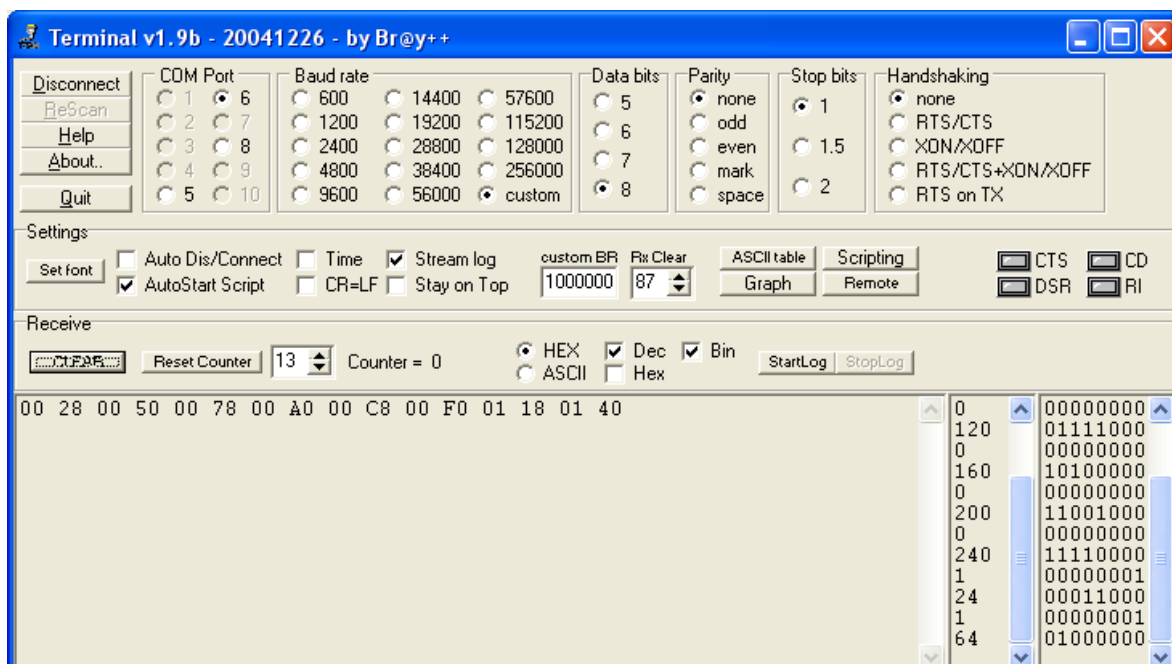 Terminal v1.9b - 20041226 - by Br@y++
Disconnect
ReScan
Help
About..
Quit
COM Port
1 6
2 7
3 8
4 9
5 10
Baud rate
600 14400 57600
1200 19200 115200
2400 28800 128000
4800 38400 256000
9600 56000 custom
Data bits
5
6
7
8
Parity
none
odd
even
mark
space
Stop bits
1
1.5
2
Handshaking
none
RTS/CTS
XON/XOFF
RTS/CTS+XON/XOFF
RTS on TX
Settings
Set font
Auto Dis/Connect Time Stream log
AutoStart Script CR=LF Stay on Top
custom BR Rx Clear
1000000 87
ASCII table Scripting
Graph Remote
CTS CD
DSR RI
Receive
CLEAR Reset Counter 13 Counter = 0
HEX Dec Bin
ASCII Hex
StartLog StopLog
00 28 00 50 00 78 00 A0 00 C8 00 F0 01 18 01 40
0 00000000
120 01111000
0 00000000
160 10100000
0 00000000
200 11001000
0 00000000
240 11110000
1 00000001
24 00011000
1 00000001
64 01000000